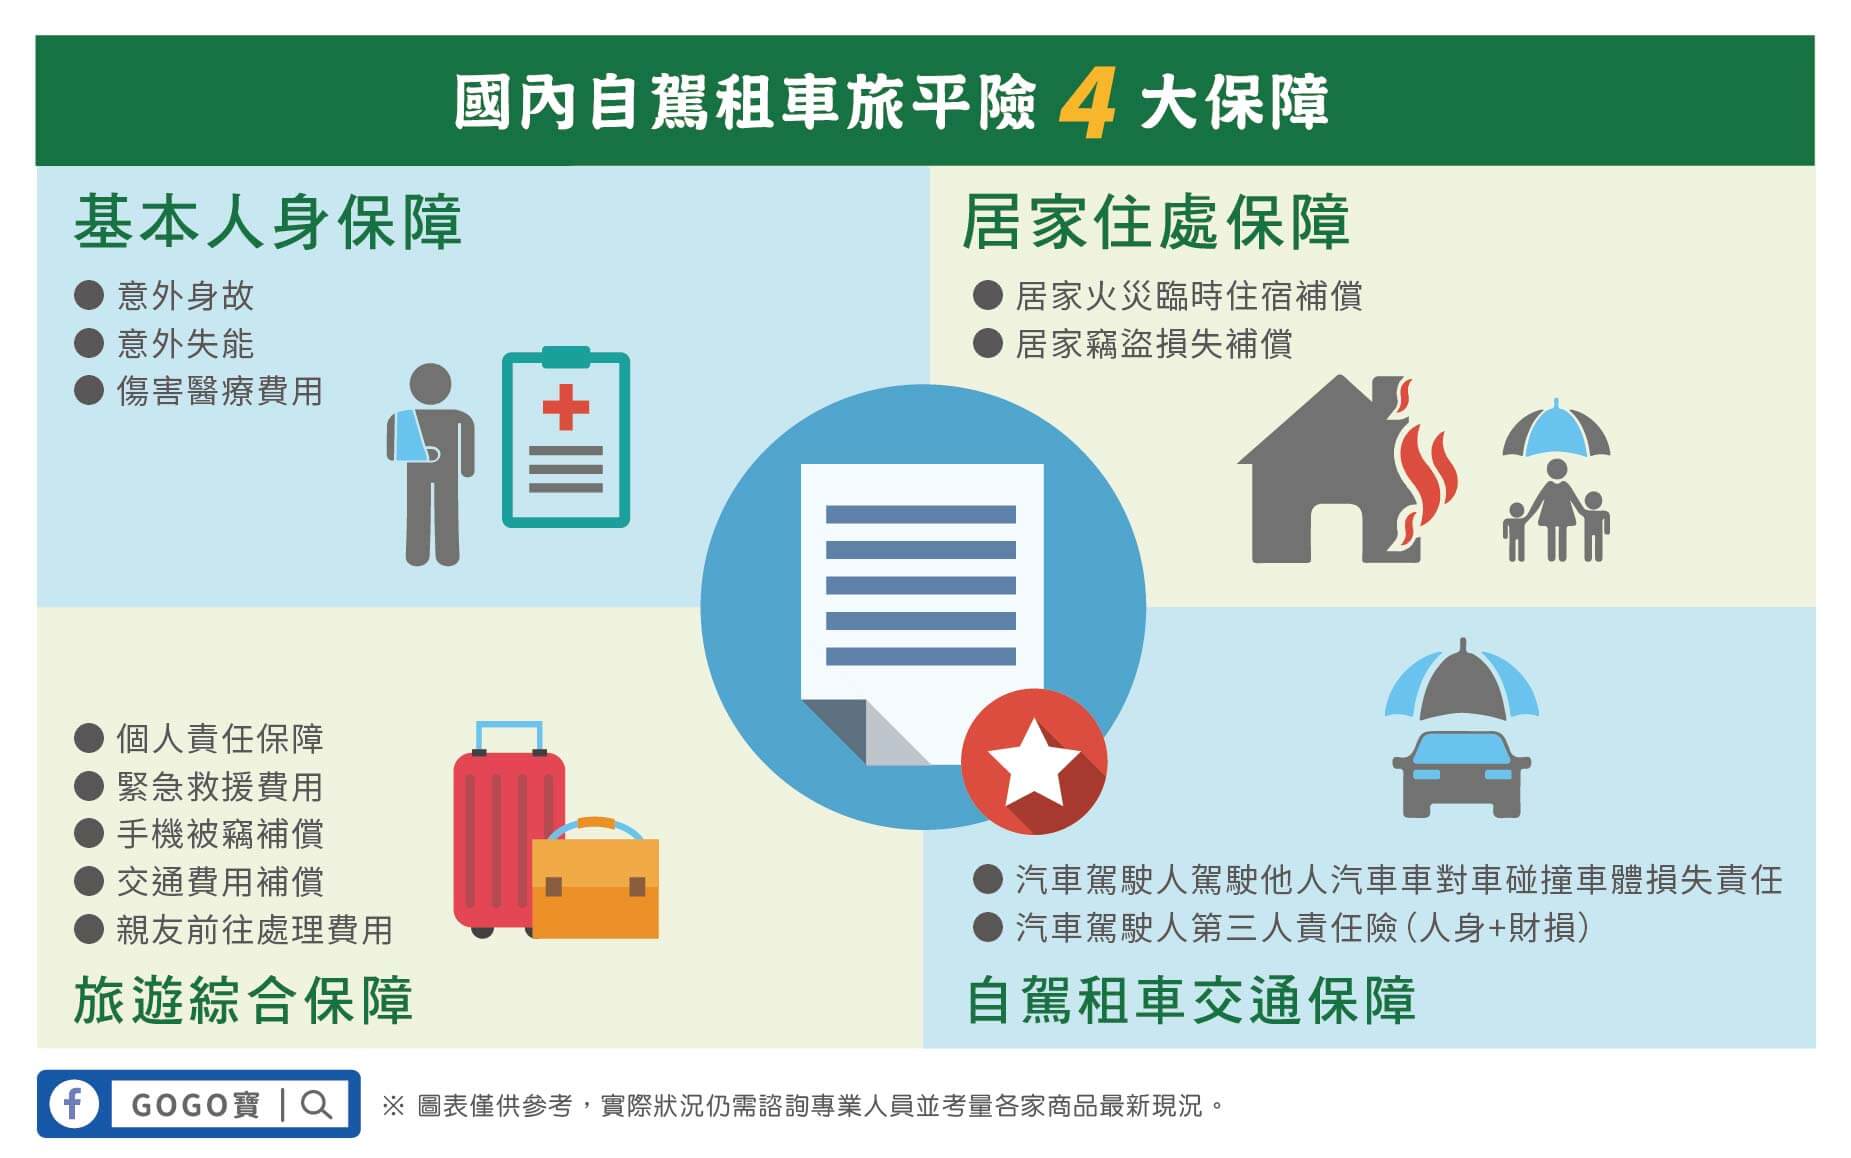 國內自駕租車旅平險4大保障
基本人身保障
● 意外身故
● 意外失能
● 傷害醫療費用
居家住處保障
● 居家火災臨時住宿補償
● 居家竊盜損失補償
● 個人責任保障
● 緊急救援費用
● 手機被竊補償
● 交通費用補償
● 親友前往處理費用
旅遊綜合保障
● 汽車駕駛人駕駛他人汽車車對車碰撞車體損失責任
● 汽車駕駛人第三人責任險(人身+財損)
自駕租車交通保障
f GOGO寶
※ 圖表僅供參考，實際狀況仍需諮詢專業人員並考量各家商品最新現況。